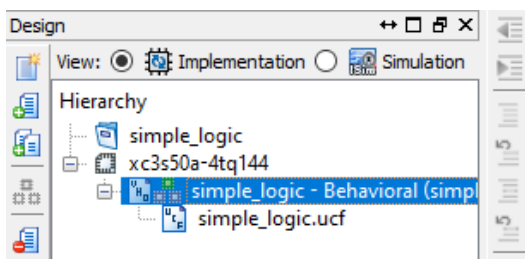 Design
View: Implementation Simulation
Hierarchy
simple_logic
xc3s50a-4tq144
simple_logic - Behavioral (simpl
simple_logic.ucf